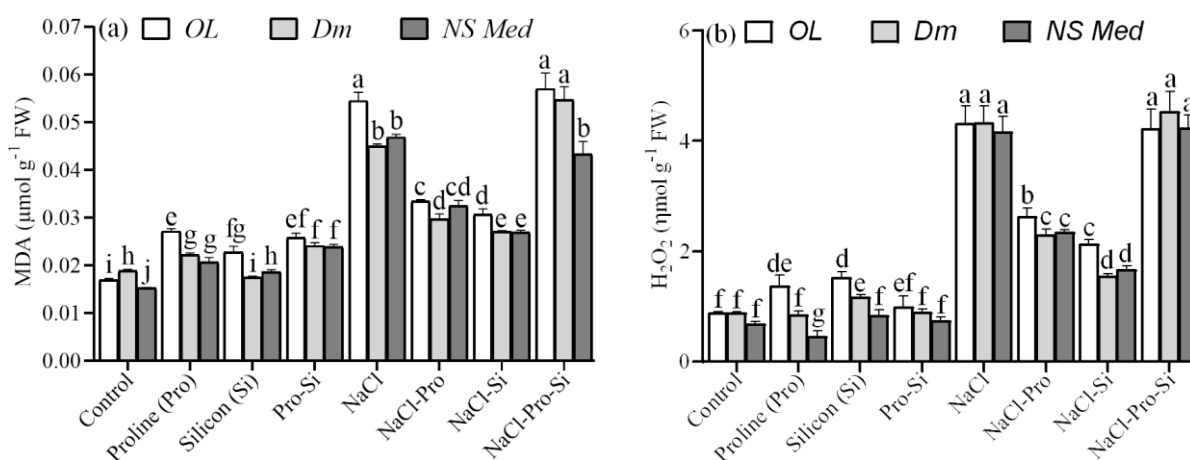 (a) OL Dm NS Med
MDA (µmol g⁻¹ FW)
0.07
0.06
0.05
0.04
0.03
0.02
0.01
0.00
i h j
e g g
fg i h
ef f f
a b b
c d cd
d e e
a a b
Control
Proline (Pro)
Silicon (Si)
Pro-Si
NaCl
NaCl-Pro
NaCl-Si
NaCl-Pro-Si
(b) OL Dm NS Med
H₂O₂ (ηmol g⁻¹ FW)
6
4
2
0
f f f
de f g
d e f
ef f f
a a a
b c c
c d d
a a a
Control
Proline (Pro)
Silicon (Si)
Pro-Si
NaCl
NaCl-Pro
NaCl-Si
NaCl-Pro-Si